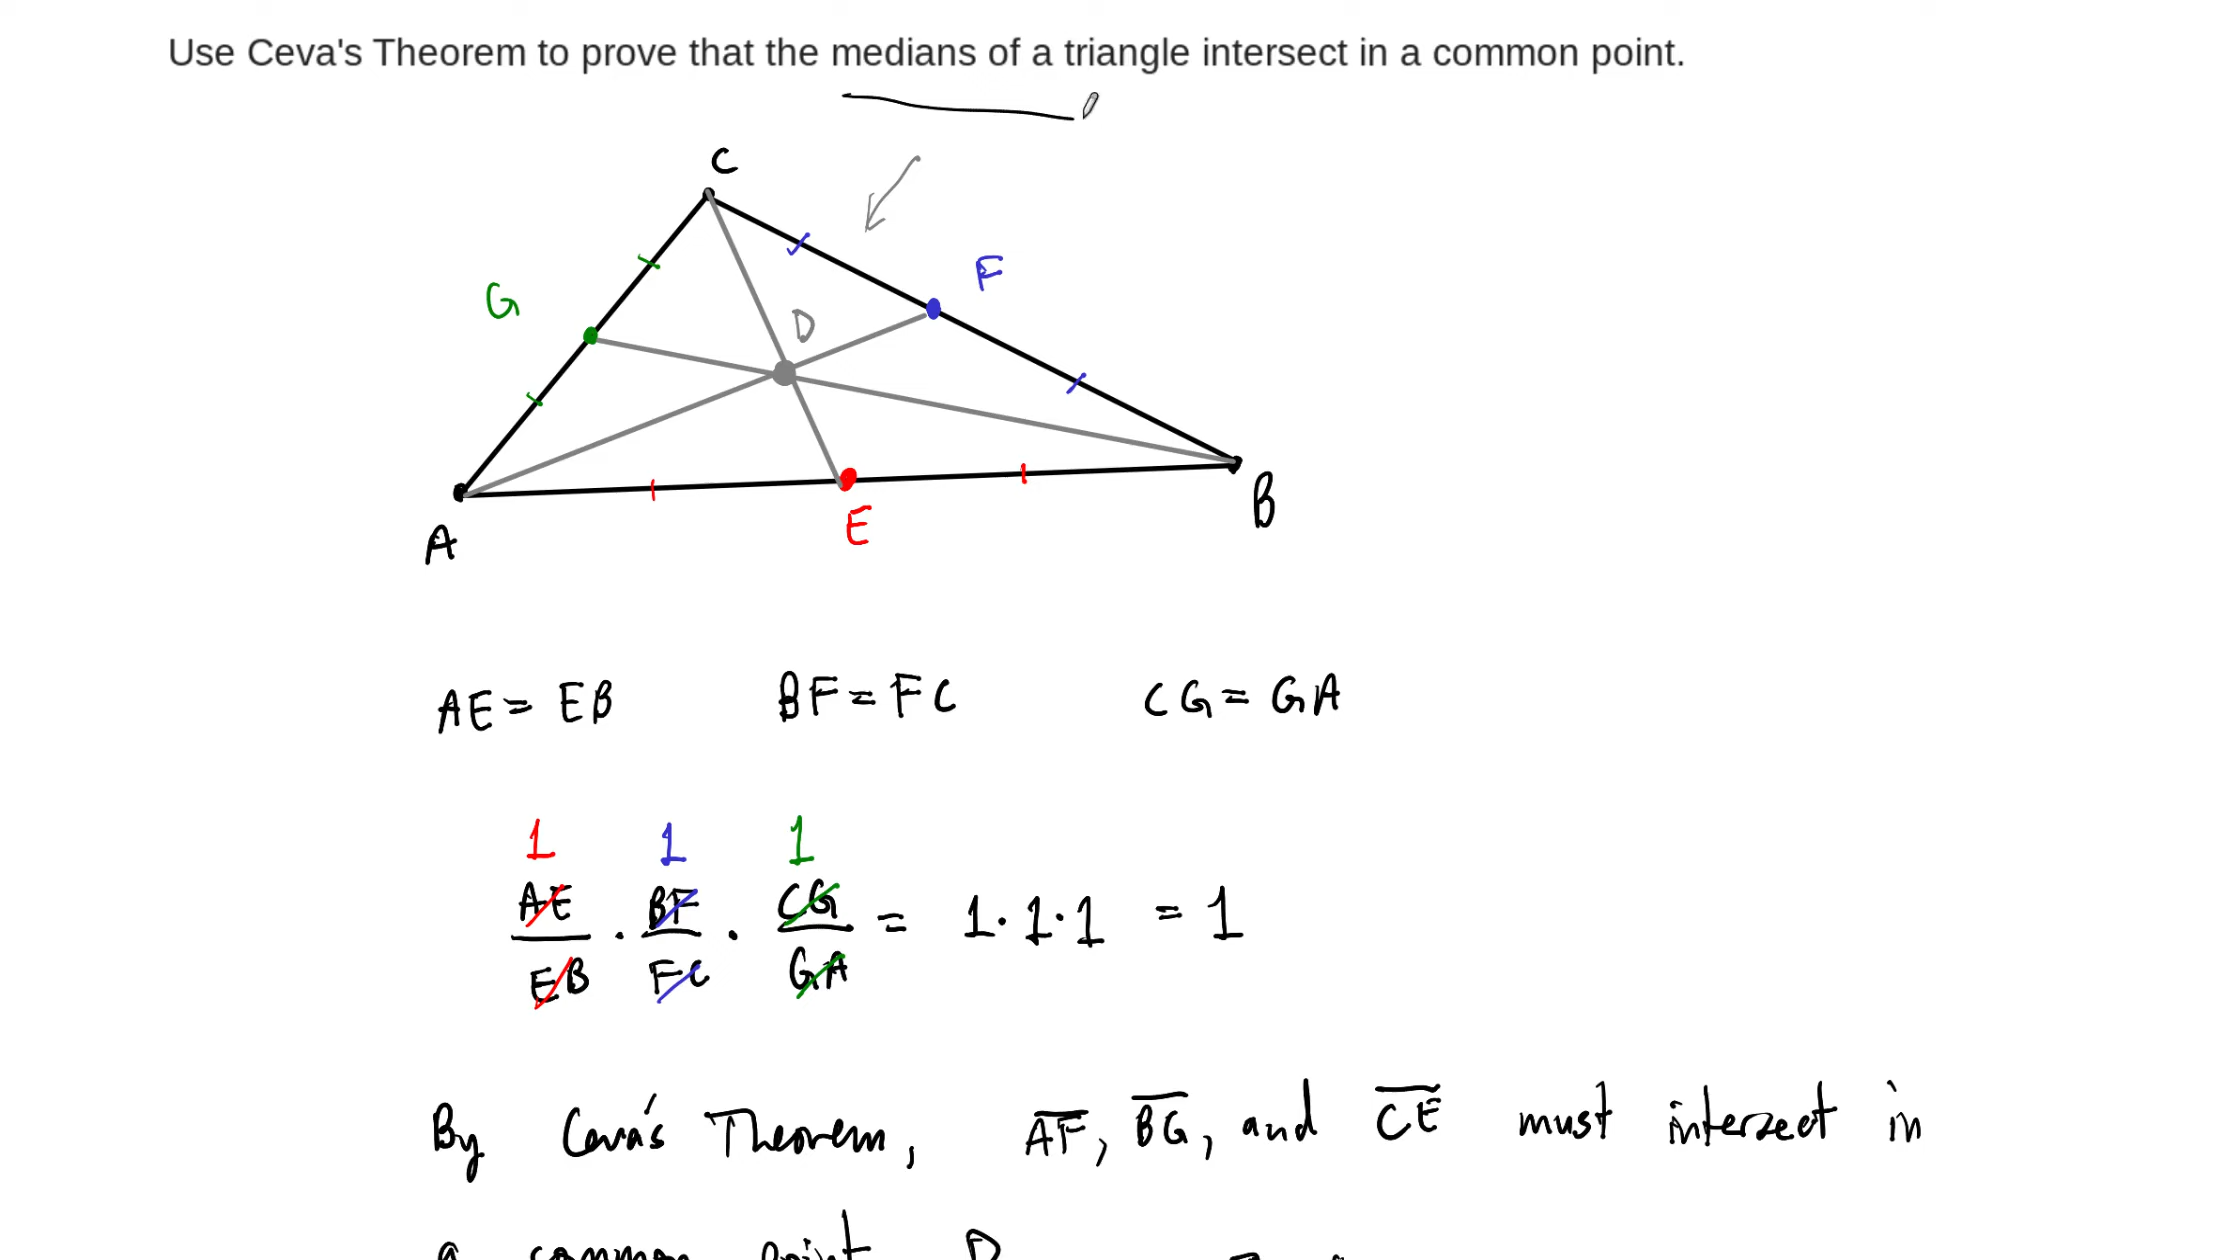 Use Ceva's Theorem to prove that the medians of a triangle intersect in a common point.
C
F
G
D
B
E
A
AE = EB BF = FC CG = GA
1 1 1
AE/EB · BF/FC · CG/GA = 1·1·1 = 1
By Ceva's Theorem, AF, BG, and CE must intersect in
a common point D